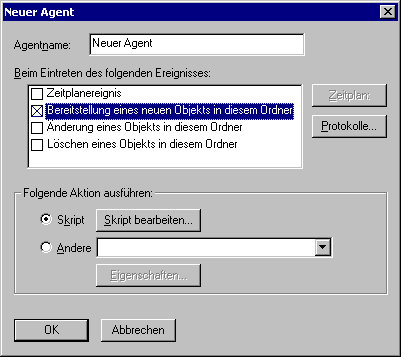 Neuer Agent
Agentname: Neuer Agent
Beim Eintreten des folgenden Ereignisses:
Zeitplanereignis
Bereitstellung eines neuen Objekts in diesem Ordner
Änderung eines Objekts in diesem Ordner
Löschen eines Objekts in diesem Ordner
Zeitplan:
Protokolle...
Folgende Aktion ausführen:
Skript Skript bearbeiten...
Andere
Eigenschaften...
OK Abbrechen